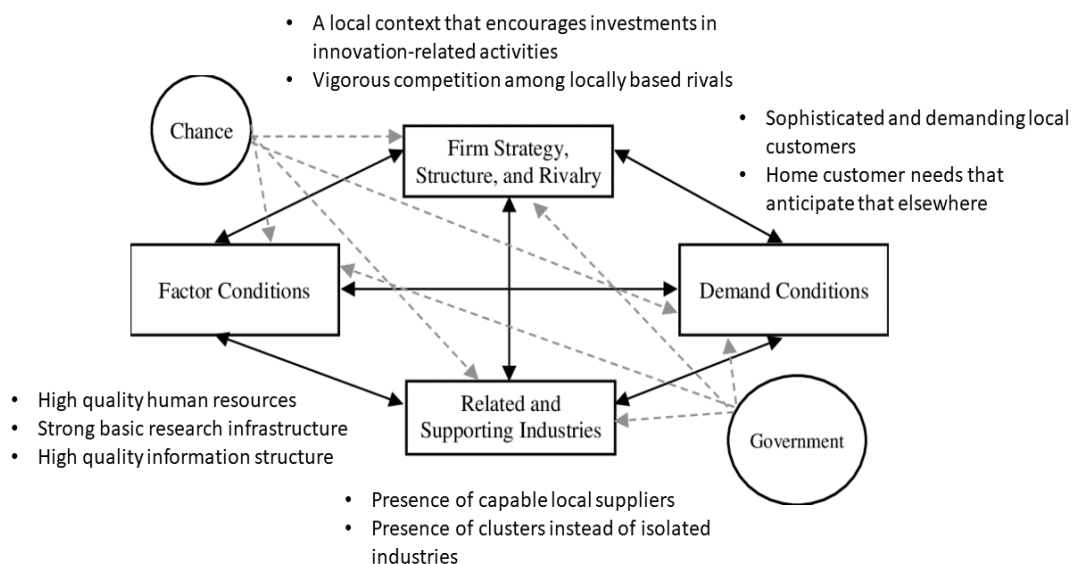 • A local context that encourages investments in
innovation-related activities
• Vigorous competition among locally based rivals
Chance
Firm Strategy,
Structure, and Rivalry
• Sophisticated and demanding local
customers
• Home customer needs that
anticipate that elsewhere
Factor Conditions
Demand Conditions
• High quality human resources
• Strong basic research infrastructure
• High quality information structure
Related and
Supporting Industries
Government
• Presence of capable local suppliers
• Presence of clusters instead of isolated
industries